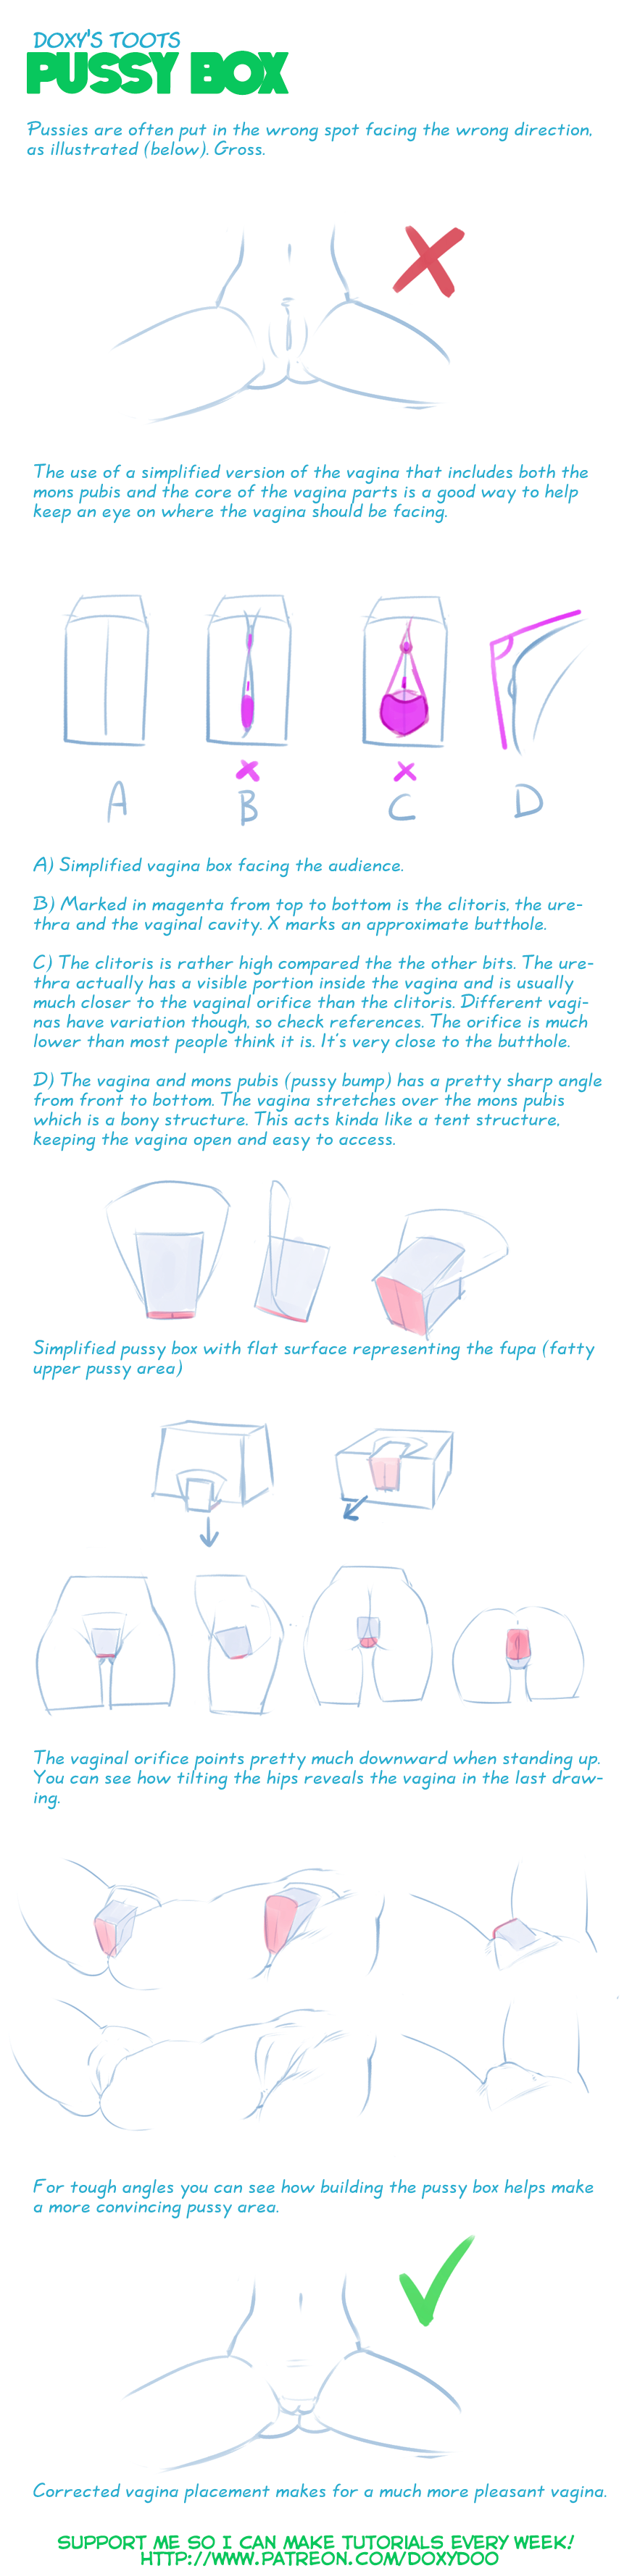 DOXY'S TOOTS
PUSSY BOX
Pussies are often put in the wrong spot facing the wrong direction,
as illustrated (below). Gross.
The use of a simplified version of the vagina that includes both the
mons pubis and the core of the vagina parts is a good way to help
keep an eye on where the vagina should be facing.
A B C D
A) Simplified vagina box facing the audience.
B) Marked in magenta from top to bottom is the clitoris, the ure-
thra and the vaginal cavity. X marks an approximate butthole.
C) The clitoris is rather high compared the the other bits. The ure-
thra actually has a visible portion inside the vagina and is usually
much closer to the vaginal orifice than the clitoris. Different vagi-
nas have variation though, so check references. The orifice is much
lower than most people think it is. It's very close to the butthole.
D) The vagina and mons pubis (pussy bump) has a pretty sharp angle
from front to bottom. The vagina stretches over the mons pubis
which is a bony structure. This acts kinda like a tent structure,
keeping the vagina open and easy to access.
Simplified pussy box with flat surface representing the fupa (fatty
upper pussy area)
The vaginal orifice points pretty much downward when standing up.
You can see how tilting the hips reveals the vagina in the last draw-
ing.
For tough angles you can see how building the pussy box helps make
a more convincing pussy area.
Corrected vagina placement makes for a much more pleasant vagina.
SUPPORT ME SO I CAN MAKE TUTORIALS EVERY WEEK!
HTTP://WWW.PATREON.COM/DOXYDOO